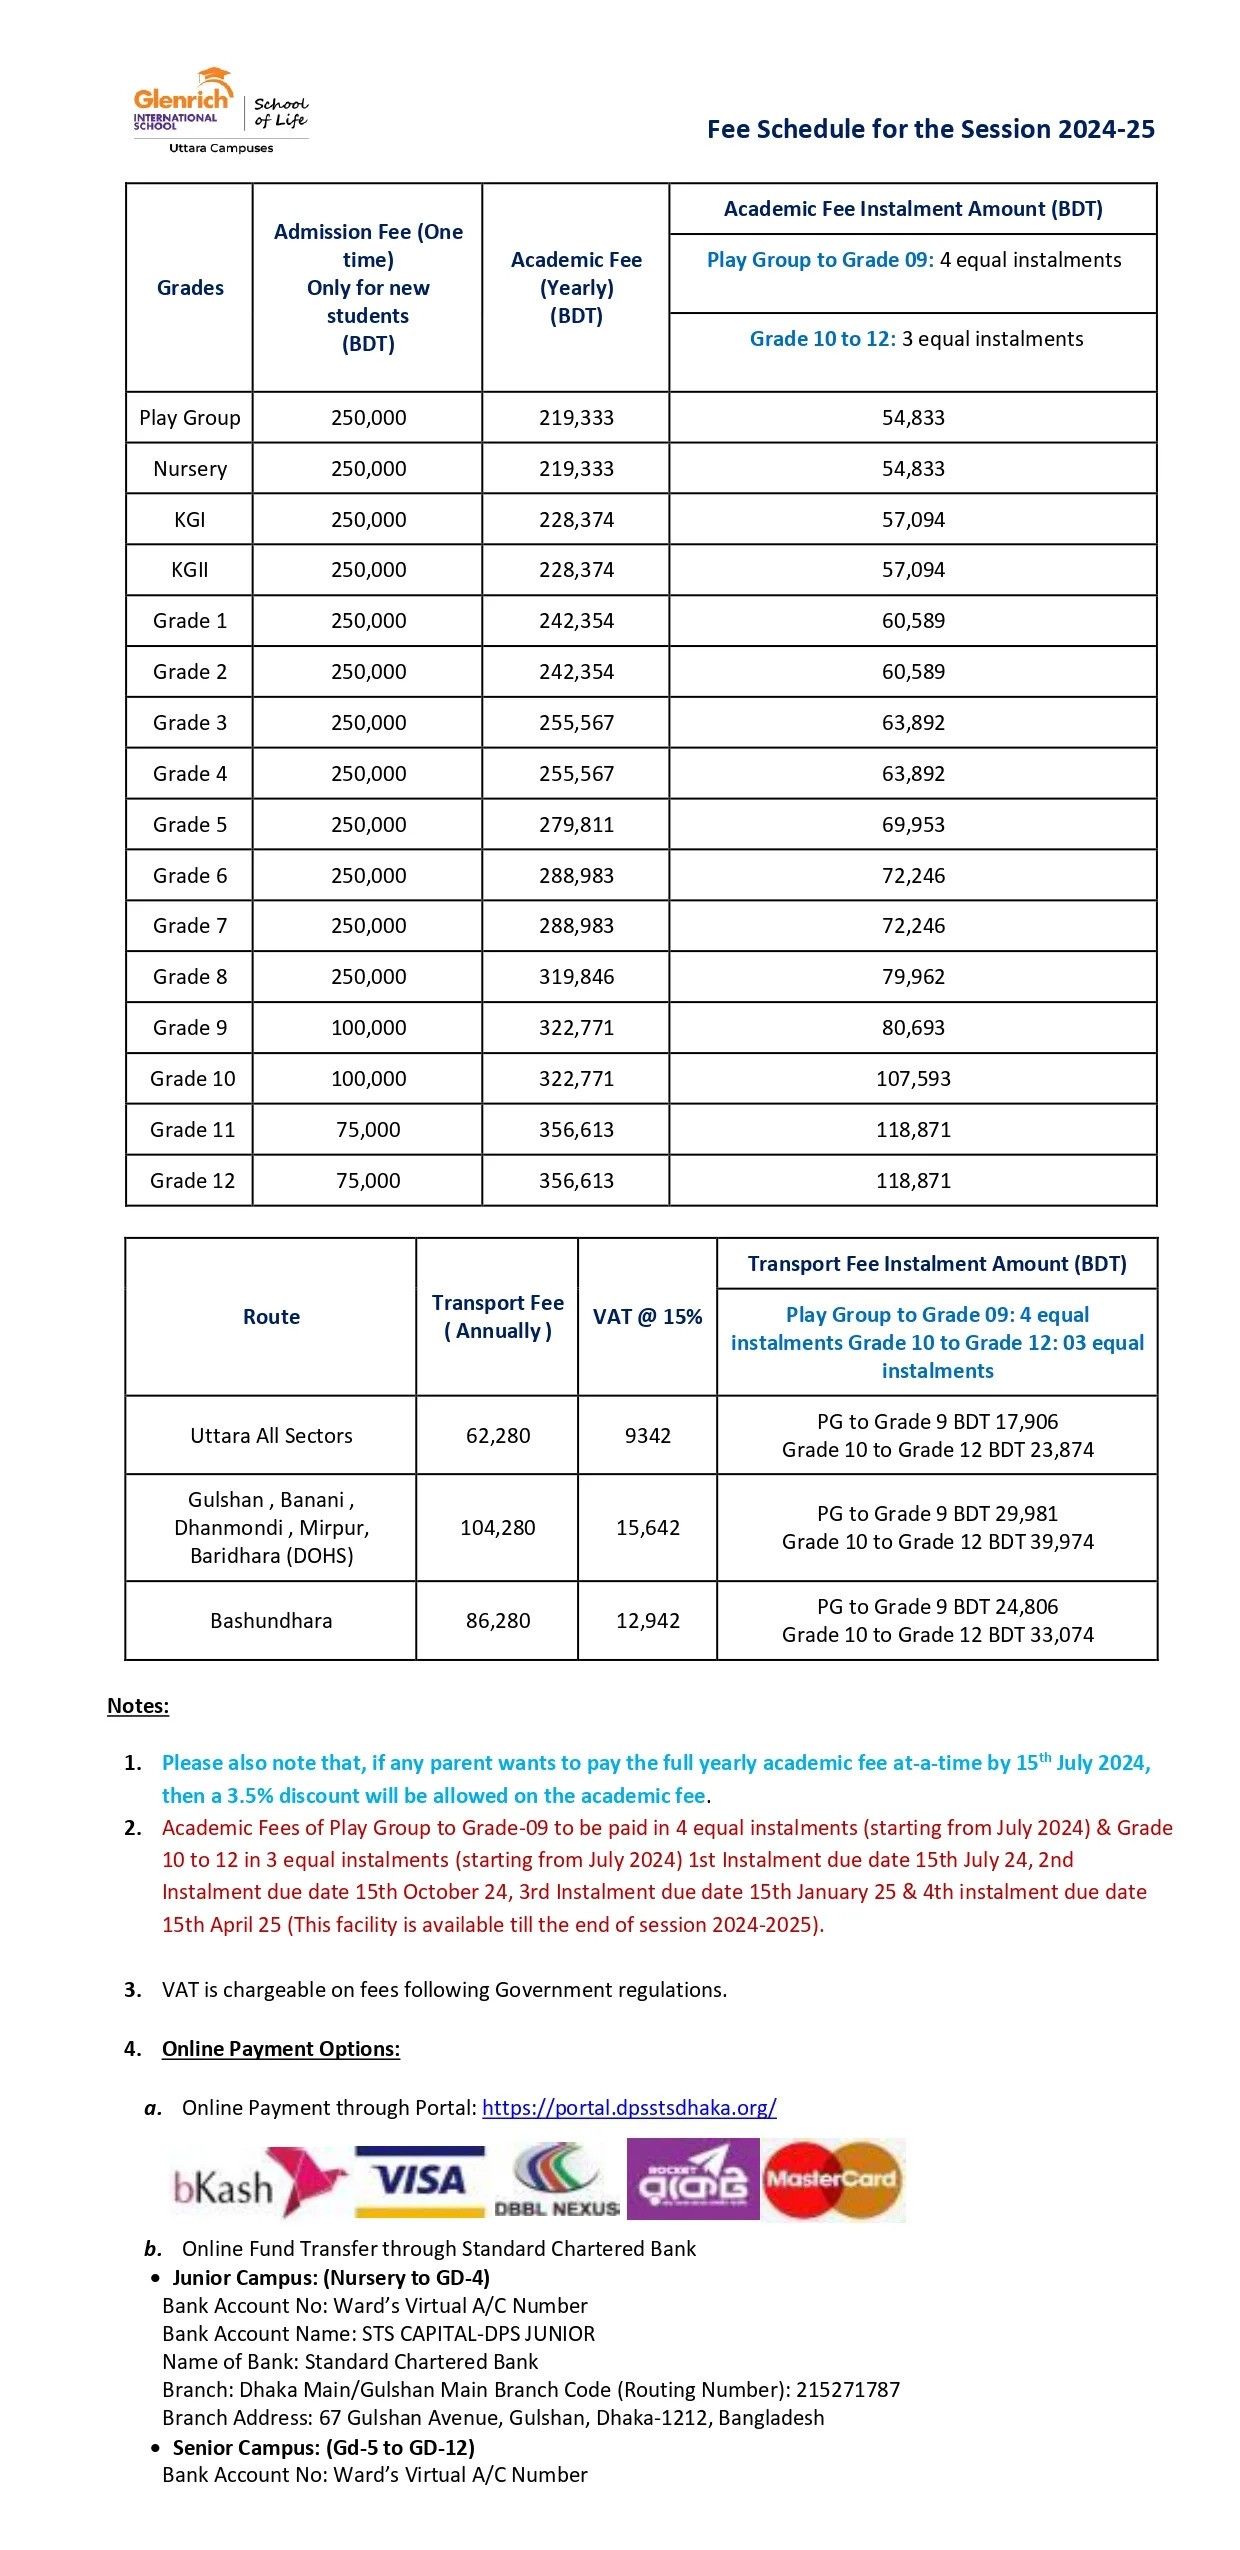 Glenrich
INTERNATIONAL
SCHOOL
School
of Life
Uttara Campuses
Fee Schedule for the Session 2024-25
Grades
Admission Fee (One
time)
Only for new
students
(BDT)
Academic Fee
(Yearly)
(BDT)
Academic Fee Instalment Amount (BDT)
Play Group to Grade 09: 4 equal instalments
Grade 10 to 12: 3 equal instalments
Play Group 250,000 219,333 54,833
Nursery 250,000 219,333 54,833
KGI 250,000 228,374 57,094
KGII 250,000 228,374 57,094
Grade 1 250,000 242,354 60,589
Grade 2 250,000 242,354 60,589
Grade 3 250,000 255,567 63,892
Grade 4 250,000 255,567 63,892
Grade 5 250,000 279,811 69,953
Grade 6 250,000 288,983 72,246
Grade 7 250,000 288,983 72,246
Grade 8 250,000 319,846 79,962
Grade 9 100,000 322,771 80,693
Grade 10 100,000 322,771 107,593
Grade 11 75,000 356,613 118,871
Grade 12 75,000 356,613 118,871
Route
Transport Fee
( Annually )
VAT @ 15%
Transport Fee Instalment Amount (BDT)
Play Group to Grade 09: 4 equal
instalments Grade 10 to Grade 12: 03 equal
instalments
Uttara All Sectors 62,280 9342
PG to Grade 9 BDT 17,906
Grade 10 to Grade 12 BDT 23,874
Gulshan , Banani ,
Dhanmondi , Mirpur,
Baridhara (DOHS)
104,280 15,642
PG to Grade 9 BDT 29,981
Grade 10 to Grade 12 BDT 39,974
Bashundhara 86,280 12,942
PG to Grade 9 BDT 24,806
Grade 10 to Grade 12 BDT 33,074
Notes:
1. Please also note that, if any parent wants to pay the full yearly academic fee at-a-time by 15th July 2024,
then a 3.5% discount will be allowed on the academic fee.
2. Academic Fees of Play Group to Grade-09 to be paid in 4 equal instalments (starting from July 2024) & Grade
10 to 12 in 3 equal instalments (starting from July 2024) 1st Instalment due date 15th July 24, 2nd
Instalment due date 15th October 24, 3rd Instalment due date 15th January 25 & 4th instalment due date
15th April 25 (This facility is available till the end of session 2024-2025).
3. VAT is chargeable on fees following Government regulations.
4. Online Payment Options:
a. Online Payment through Portal: https://portal.dpsstsdhaka.org/
bKash VISA DBBL NEXUS ROCKET রকেট MasterCard
b. Online Fund Transfer through Standard Chartered Bank
• Junior Campus: (Nursery to GD-4)
Bank Account No: Ward’s Virtual A/C Number
Bank Account Name: STS CAPITAL-DPS JUNIOR
Name of Bank: Standard Chartered Bank
Branch: Dhaka Main/Gulshan Main Branch Code (Routing Number): 215271787
Branch Address: 67 Gulshan Avenue, Gulshan, Dhaka-1212, Bangladesh
• Senior Campus: (Gd-5 to GD-12)
Bank Account No: Ward’s Virtual A/C Number